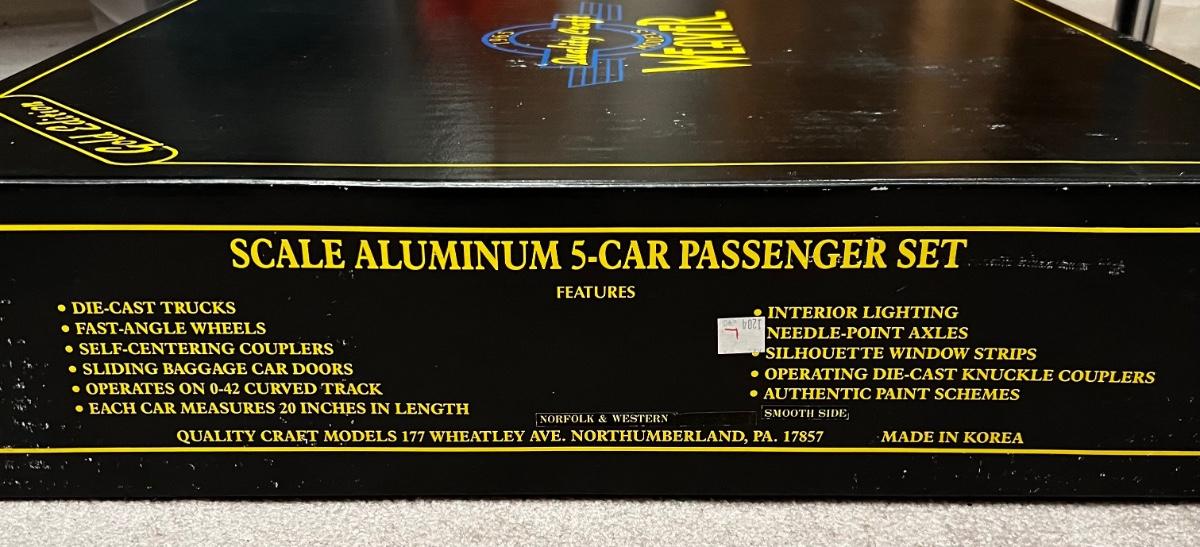 Quality Craft
WEAVER
Gold Edition
SCALE ALUMINUM 5-CAR PASSENGER SET
FEATURES
• DIE-CAST TRUCKS
• FAST-ANGLE WHEELS
• SELF-CENTERING COUPLERS
• SLIDING BAGGAGE CAR DOORS
• OPERATES ON 0-42 CURVED TRACK
• EACH CAR MEASURES 20 INCHES IN LENGTH
• INTERIOR LIGHTING
NEEDLE-POINT AXLES
• SILHOUETTE WINDOW STRIPS
• OPERATING DIE-CAST KNUCKLE COUPLERS
• AUTHENTIC PAINT SCHEMES
1204
NORFOLK & WESTERN
SMOOTH SIDE
QUALITY CRAFT MODELS 177 WHEATLEY AVE. NORTHUMBERLAND, PA. 17857 MADE IN KOREA